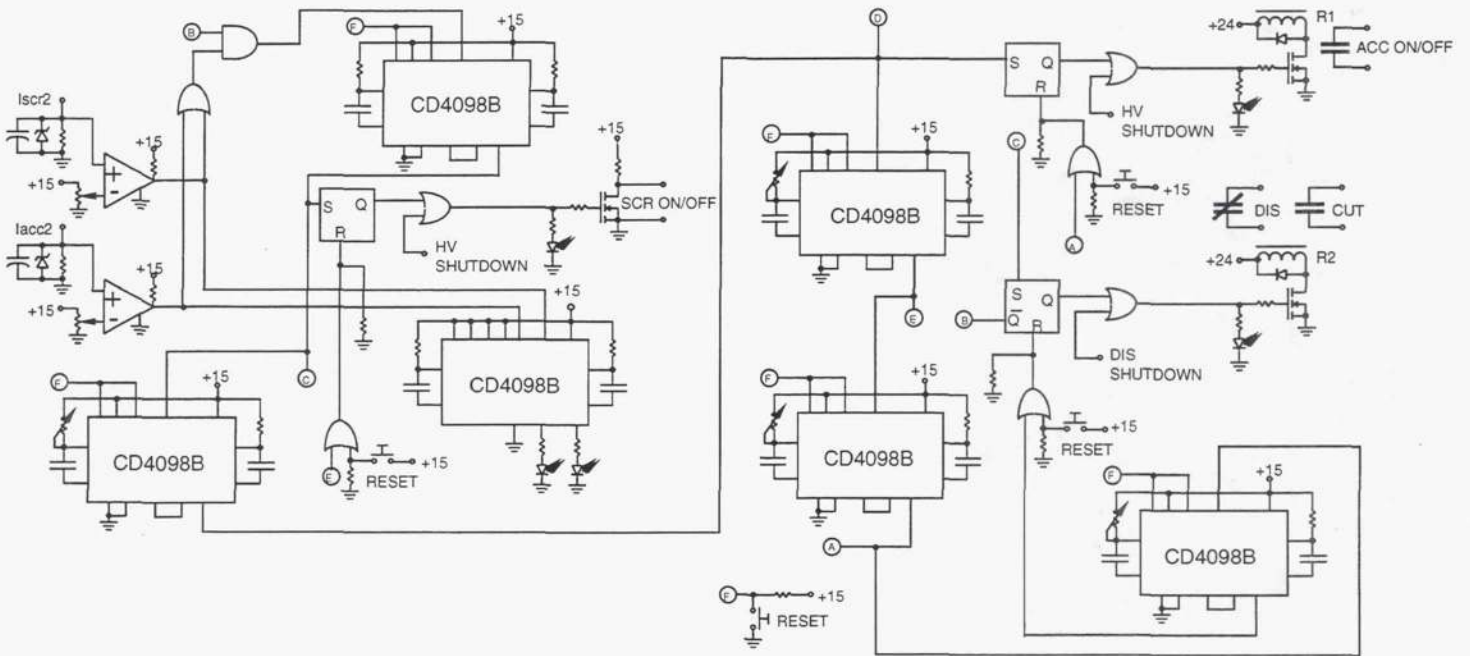 B
F
+15
CD4098B
Iscr2
+15
+15
+
-
+15
SCR ON/OFF
S
Q
R
HV
SHUTDOWN
Iacc2
+15
+15
+
-
+15
CD4098B
C
F
+15
CD4098B
E
RESET
+15
D
S
Q
R
HV
SHUTDOWN
+24
R1
ACC ON/OFF
F
+15
CD4098B
C
RESET
+15
A
DIS
CUT
E
B
S
Q
Q
R
DIS
SHUTDOWN
+24
R2
F
+15
CD4098B
A
RESET
+15
F
+15
CD4098B
F
+15
RESET